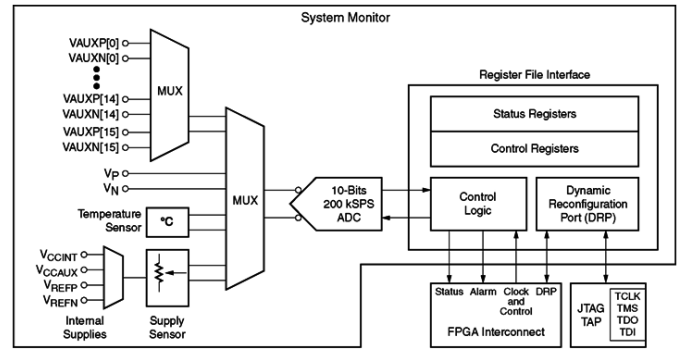 System Monitor
VAUXP[0]
VAUXN[0]
VAUXP[14]
VAUXN[14]
VAUXP[15]
VAUXN[15]
MUX
VP
VN
Temperature
Sensor
°C
VCCINT
VCCAUX
VREFP
VREFN
Internal
Supplies
Supply
Sensor
MUX
10-Bits
200 kSPS
ADC
Register File Interface
Status Registers
Control Registers
Control
Logic
Dynamic
Reconfiguration
Port (DRP)
Status Alarm Clock and Control DRP
FPGA Interconnect
JTAG
TAP
TCLK
TMS
TDO
TDI